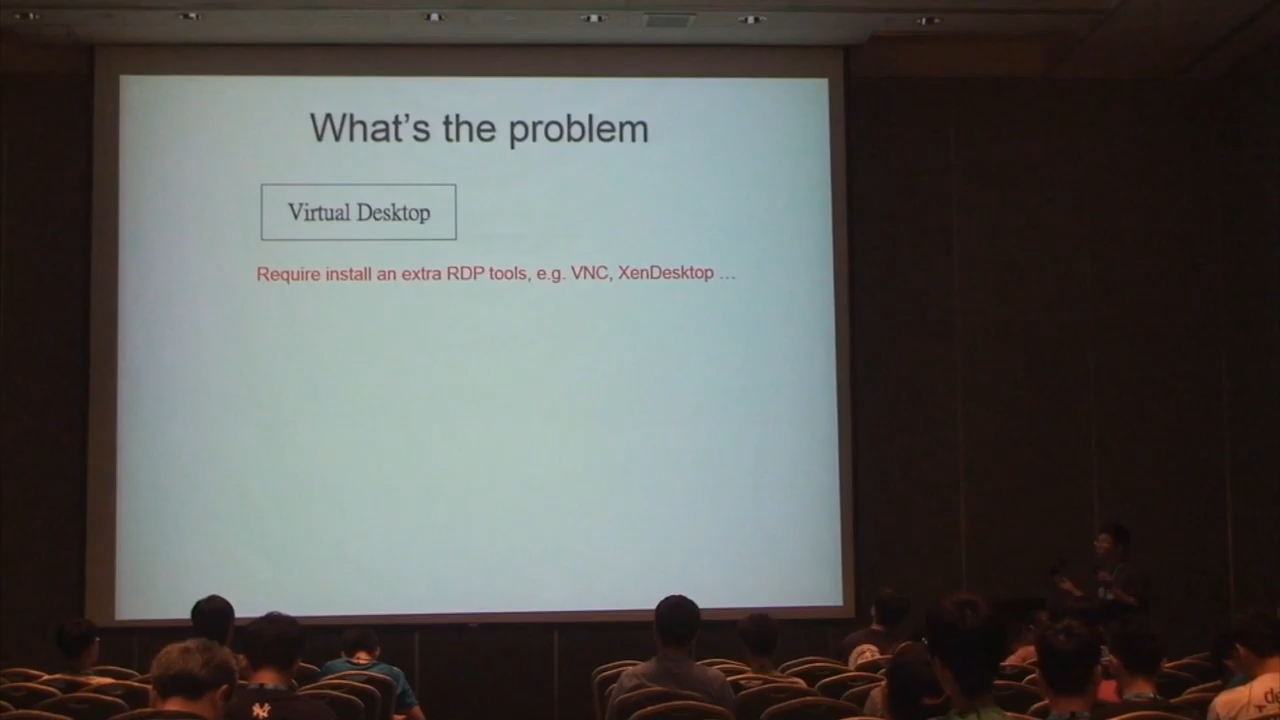 What's the problem
Virtual Desktop
Require install an extra RDP tools, e.g. VNC, XenDesktop ...